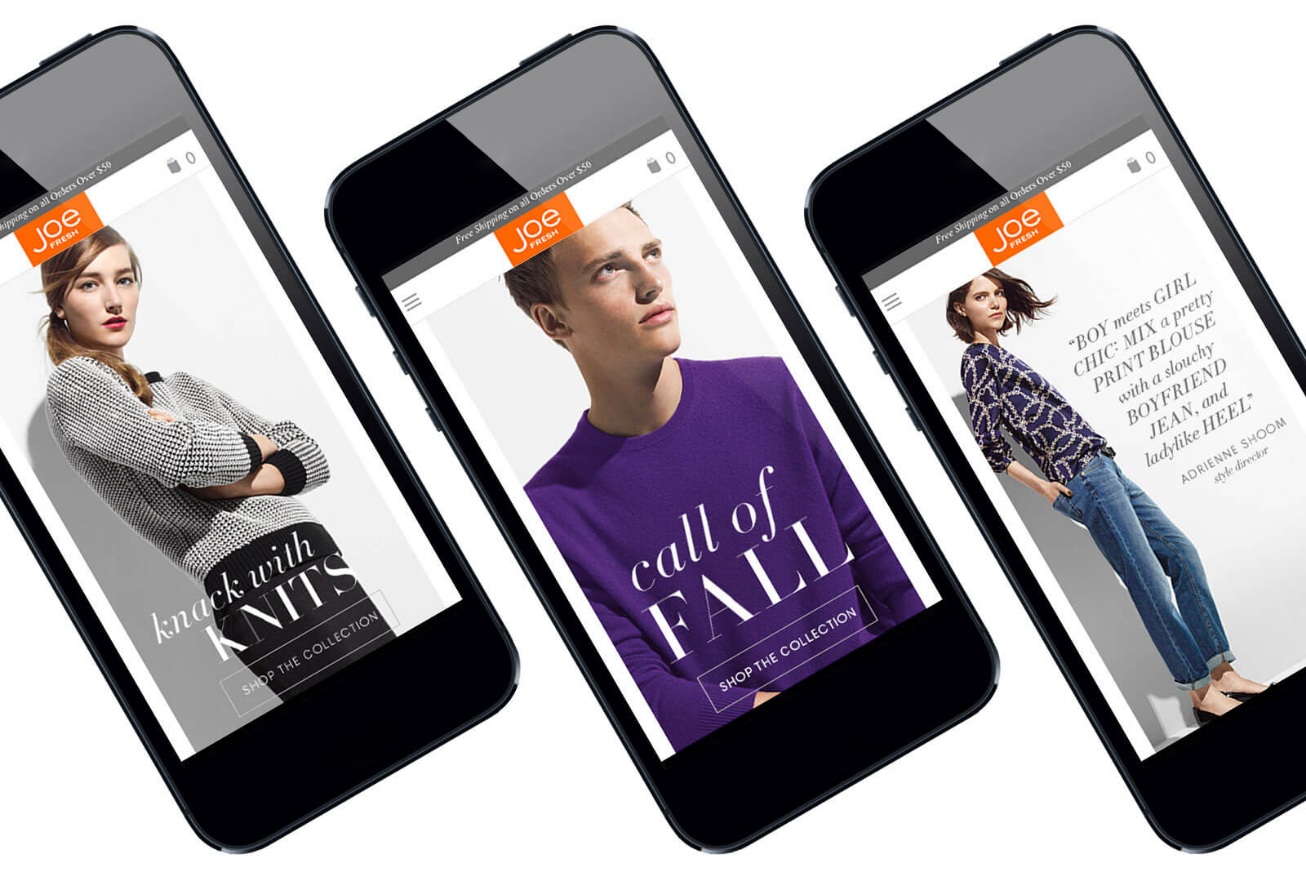 hipping on all Orders Over $50
0
JOE
FRESH
knack with
KNITS
SHOP THE COLLECTION
Free Shipping on all Orders Over $50
0
JOE
FRESH
call of
FALL
SHOP THE COLLECTION
Free Shipping on all Orders Over $50
0
JOE
FRESH
“BOY meets GIRL
CHIC: MIX a pretty
PRINT BLOUSE
with a slouchy
BOYFRIEND
JEAN, and
ladylike HEEL”
ADRIENNE SHOOM
style director